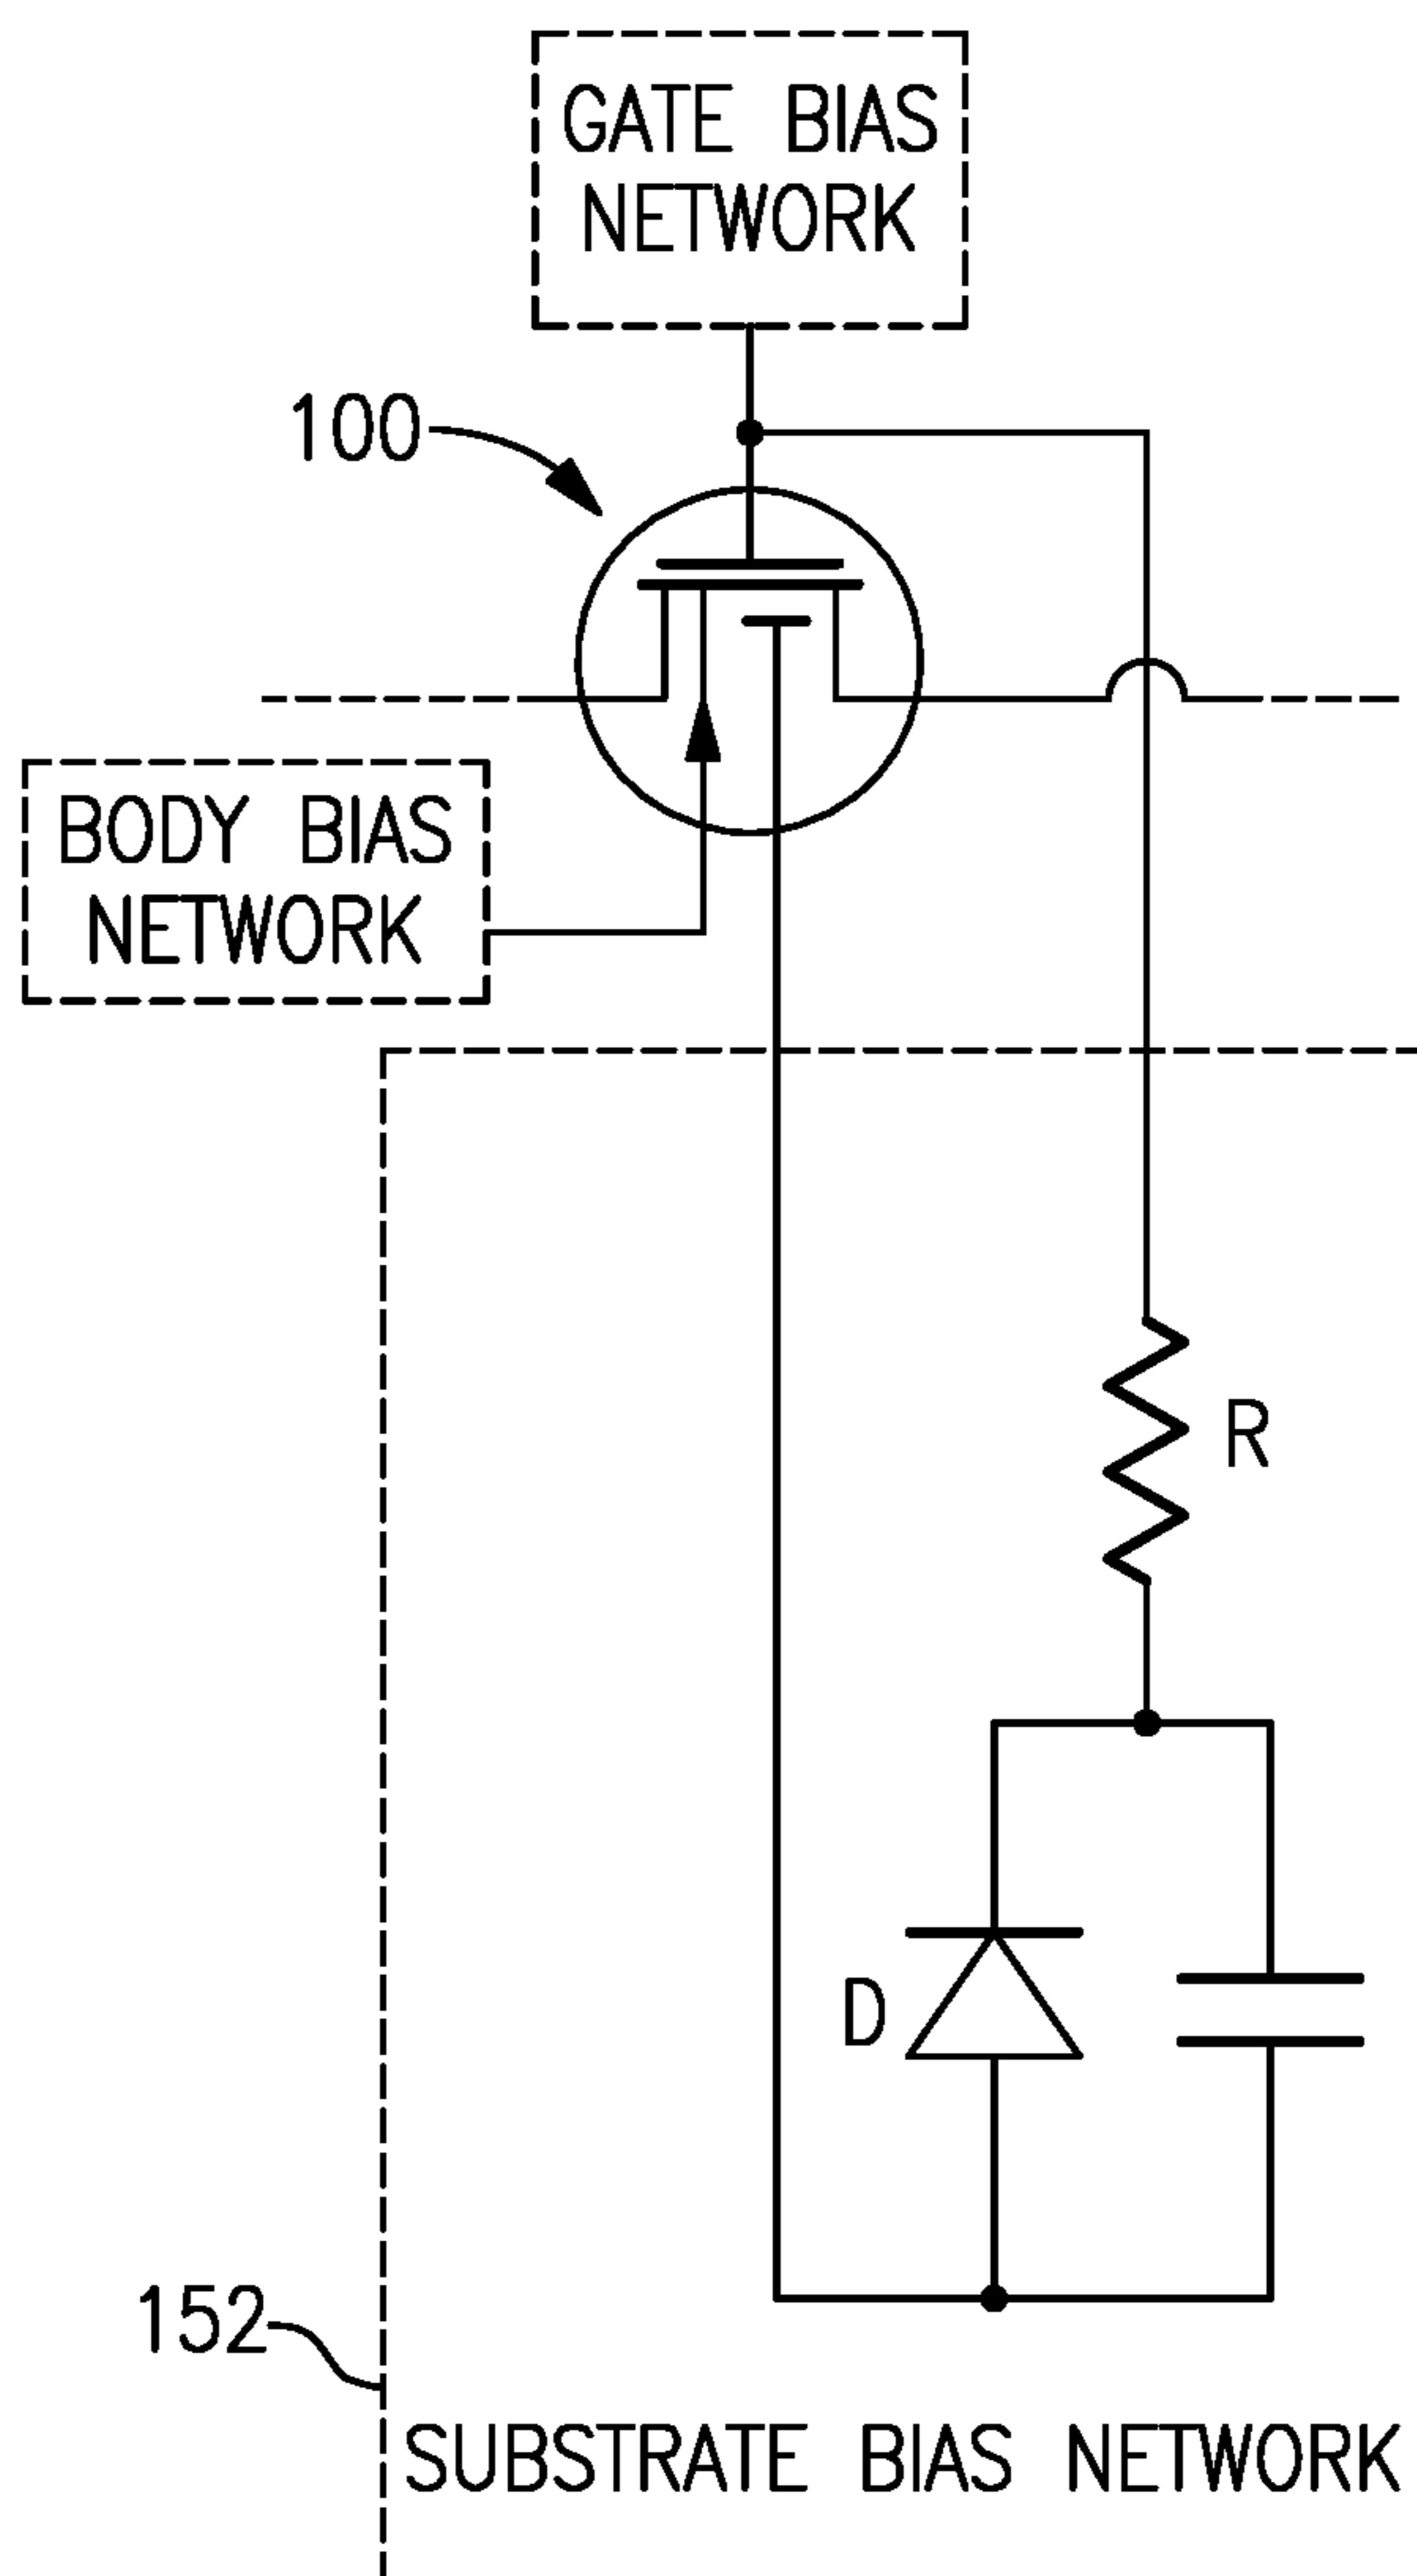 GATE BIAS
NETWORK
100
BODY BIAS
NETWORK
R
D
152
SUBSTRATE BIAS NETWORK